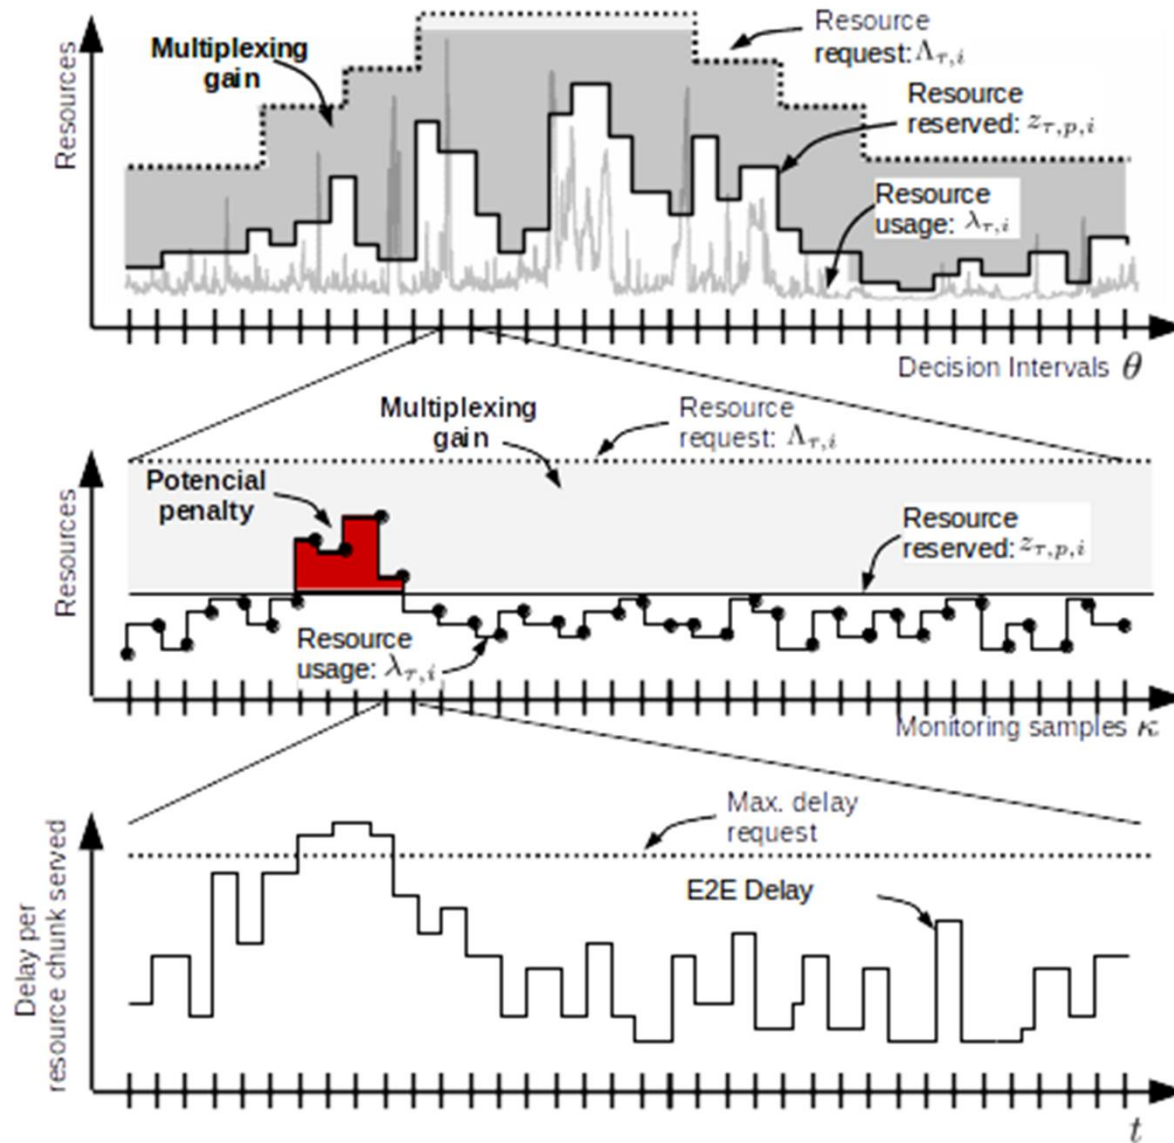 Resources
Multiplexing
gain
Resource
request: Λτ,i
Resource
reserved: zτ,p,i
Resource
usage: λτ,i
Decision Intervals θ
Resources
Multiplexing
gain
Resource
request: Λτ,i
Potencial
penalty
Resource
reserved: zτ,p,i
Resource
usage: λτ,i
Monitoring samples κ
Delay per
resource chunk served
Max. delay
request
E2E Delay
t